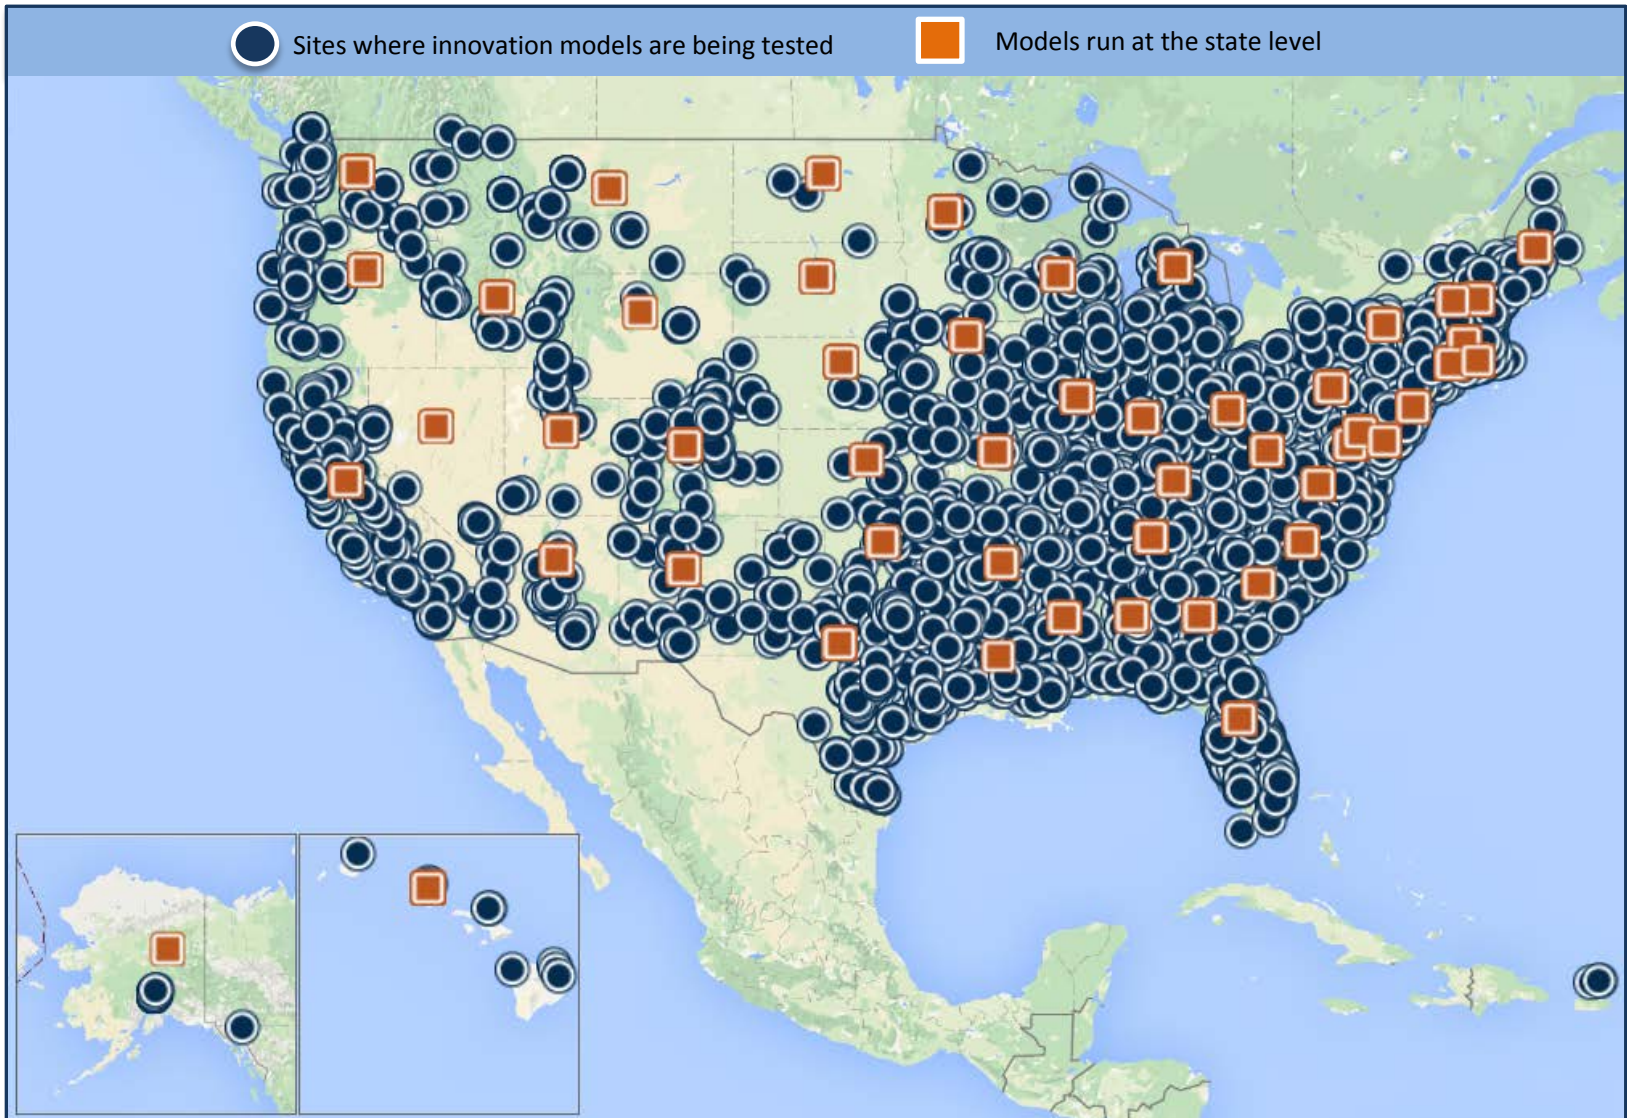 Sites where innovation models are being tested
Models run at the state level